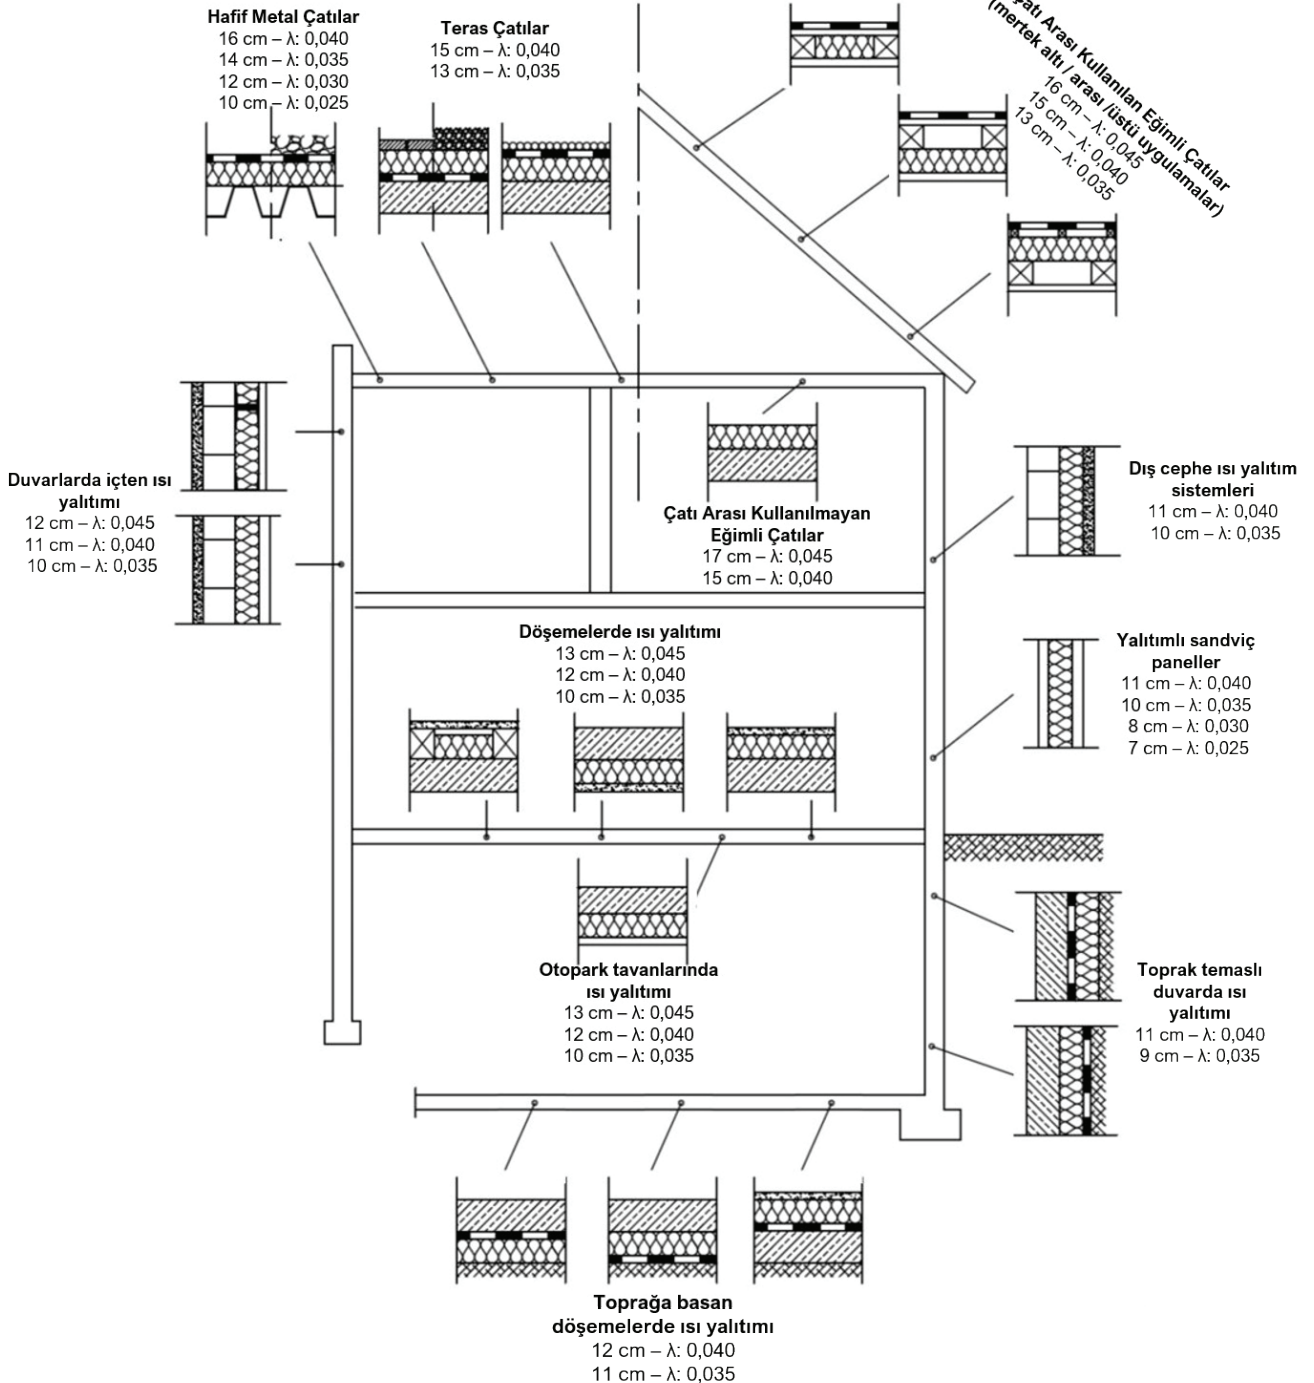 Hafif Metal Çatılar
16 cm – λ: 0,040
14 cm – λ: 0,035
12 cm – λ: 0,030
10 cm – λ: 0,025
Teras Çatılar
15 cm – λ: 0,040
13 cm – λ: 0,035
Çatı Arası Kullanılan Eğimli Çatılar
(mertek altı / arası /üstü uygulamalar)
16 cm – λ: 0,045
15 cm – λ: 0,040
13 cm – λ: 0,035
Duvarlarda içten ısı
yalıtımı
12 cm – λ: 0,045
11 cm – λ: 0,040
10 cm – λ: 0,035
Çatı Arası Kullanılmayan
Eğimli Çatılar
17 cm – λ: 0,045
15 cm – λ: 0,040
Dış cephe ısı yalıtım
sistemleri
11 cm – λ: 0,040
10 cm – λ: 0,035
Döşemelerde ısı yalıtımı
13 cm – λ: 0,045
12 cm – λ: 0,040
10 cm – λ: 0,035
Yalıtımlı sandviç
paneller
11 cm – λ: 0,040
10 cm – λ: 0,035
8 cm – λ: 0,030
7 cm – λ: 0,025
Otopark tavanlarında
ısı yalıtımı
13 cm – λ: 0,045
12 cm – λ: 0,040
10 cm – λ: 0,035
Toprak temaslı
duvarda ısı
yalıtımı
11 cm – λ: 0,040
9 cm – λ: 0,035
Toprağa basan
döşemelerde ısı yalıtımı
12 cm – λ: 0,040
11 cm – λ: 0,035